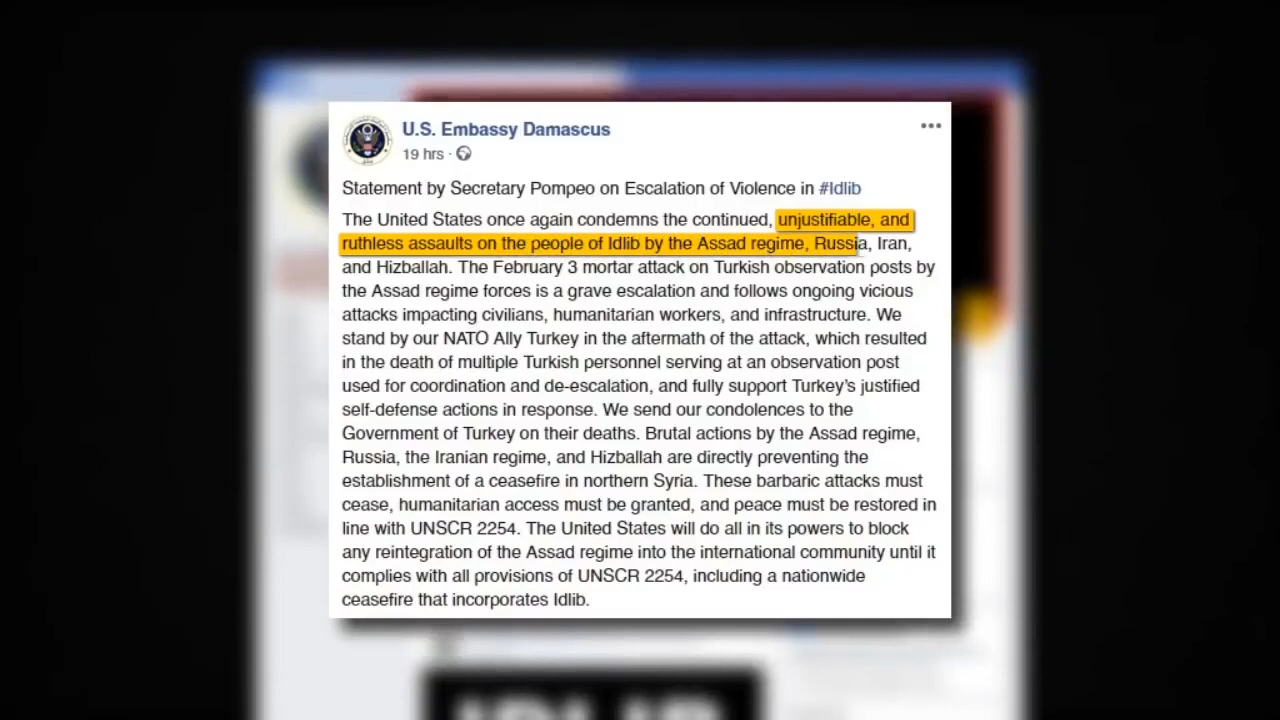 U.S. Embassy Damascus
19 hrs ·
Statement by Secretary Pompeo on Escalation of Violence in #Idlib
The United States once again condemns the continued, unjustifiable, and
ruthless assaults on the people of Idlib by the Assad regime, Russia, Iran,
and Hizballah. The February 3 mortar attack on Turkish observation posts by
the Assad regime forces is a grave escalation and follows ongoing vicious
attacks impacting civilians, humanitarian workers, and infrastructure. We
stand by our NATO Ally Turkey in the aftermath of the attack, which resulted
in the death of multiple Turkish personnel serving at an observation post
used for coordination and de-escalation, and fully support Turkey's justified
self-defense actions in response. We send our condolences to the
Government of Turkey on their deaths. Brutal actions by the Assad regime,
Russia, the Iranian regime, and Hizballah are directly preventing the
establishment of a ceasefire in northern Syria. These barbaric attacks must
cease, humanitarian access must be granted, and peace must be restored in
line with UNSCR 2254. The United States will do all in its powers to block
any reintegration of the Assad regime into the international community until it
complies with all provisions of UNSCR 2254, including a nationwide
ceasefire that incorporates Idlib.